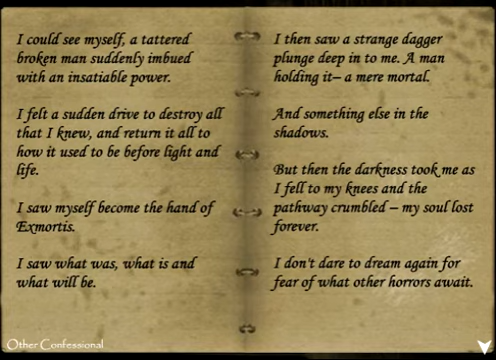 I could see myself, a tattered
broken man suddenly imbued
with an insatiable power.
I felt a sudden drive to destroy all
that I knew, and return it all to
how it used to be before light and
life.
I saw myself become the hand of
Exmortis.
I saw what was, what is and
what will be.
I then saw a strange dagger
plunge deep in to me. A man
holding it– a mere mortal.
And something else in the
shadows.
But then the darkness took me as
I fell to my knees and the
pathway crumbled – my soul lost
forever.
I don't dare to dream again for
fear of what other horrors await.
Other Confessional